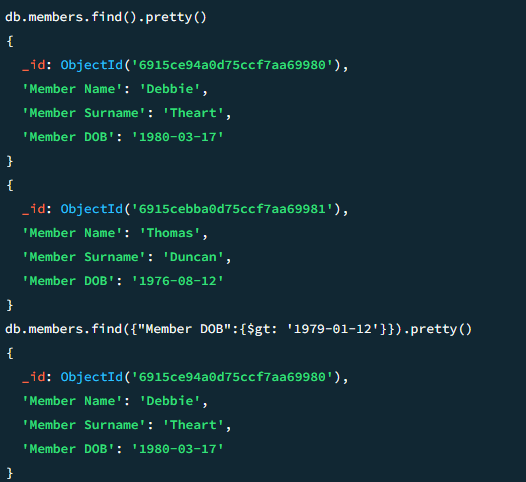 db.members.find().pretty()
{
  _id: ObjectId('6915ce94a0d75ccf7aa69980'),
  'Member Name': 'Debbie',
  'Member Surname': 'Theart',
  'Member DOB': '1980-03-17'
}
{
  _id: ObjectId('6915cebba0d75ccf7aa69981'),
  'Member Name': 'Thomas',
  'Member Surname': 'Duncan',
  'Member DOB': '1976-08-12'
}
db.members.find({"Member DOB":{$gt: '1979-01-12'}}).pretty()
{
  _id: ObjectId('6915ce94a0d75ccf7aa69980'),
  'Member Name': 'Debbie',
  'Member Surname': 'Theart',
  'Member DOB': '1980-03-17'
}